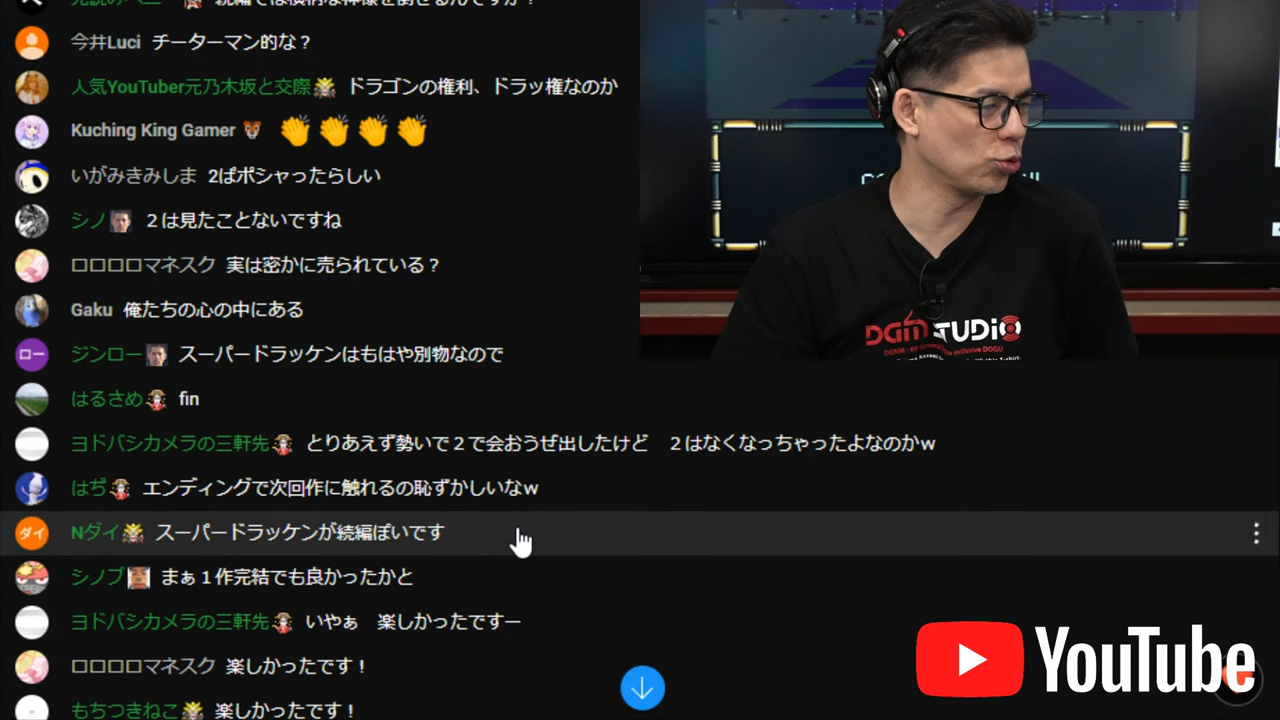 今井Luci チーターマン的な？
人気YouTuber元乃木坂と交際 ドラゴンの権利、ドラッ権なのか
Kuching King Gamer
いがみきみしま 2ぱポシャったらしい
シノ ２は見たことないですね
ロロロロマネスク 実は密かに売られている？
Gaku 俺たちの心の中にある
ロー
ジンロー スーパードラッケンはもはや別物なので
はるさめ fin
ヨドバシカメラの三軒先 とりあえず勢いで２で会おうぜ出したけど　２はなくなっちゃったよなのかw
はぢ エンディングで次回作に触れるの恥ずかしいなw
ダイ
Nダイ スーパードラッケンが続編ぽいです
シノブ まぁ１作完結でも良かったかと
ヨドバシカメラの三軒先 いやぁ　楽しかったですー
ロロロロマネスク 楽しかったです！
もちつきねこ 楽しかったです！
DGM STUDIO
YouTube